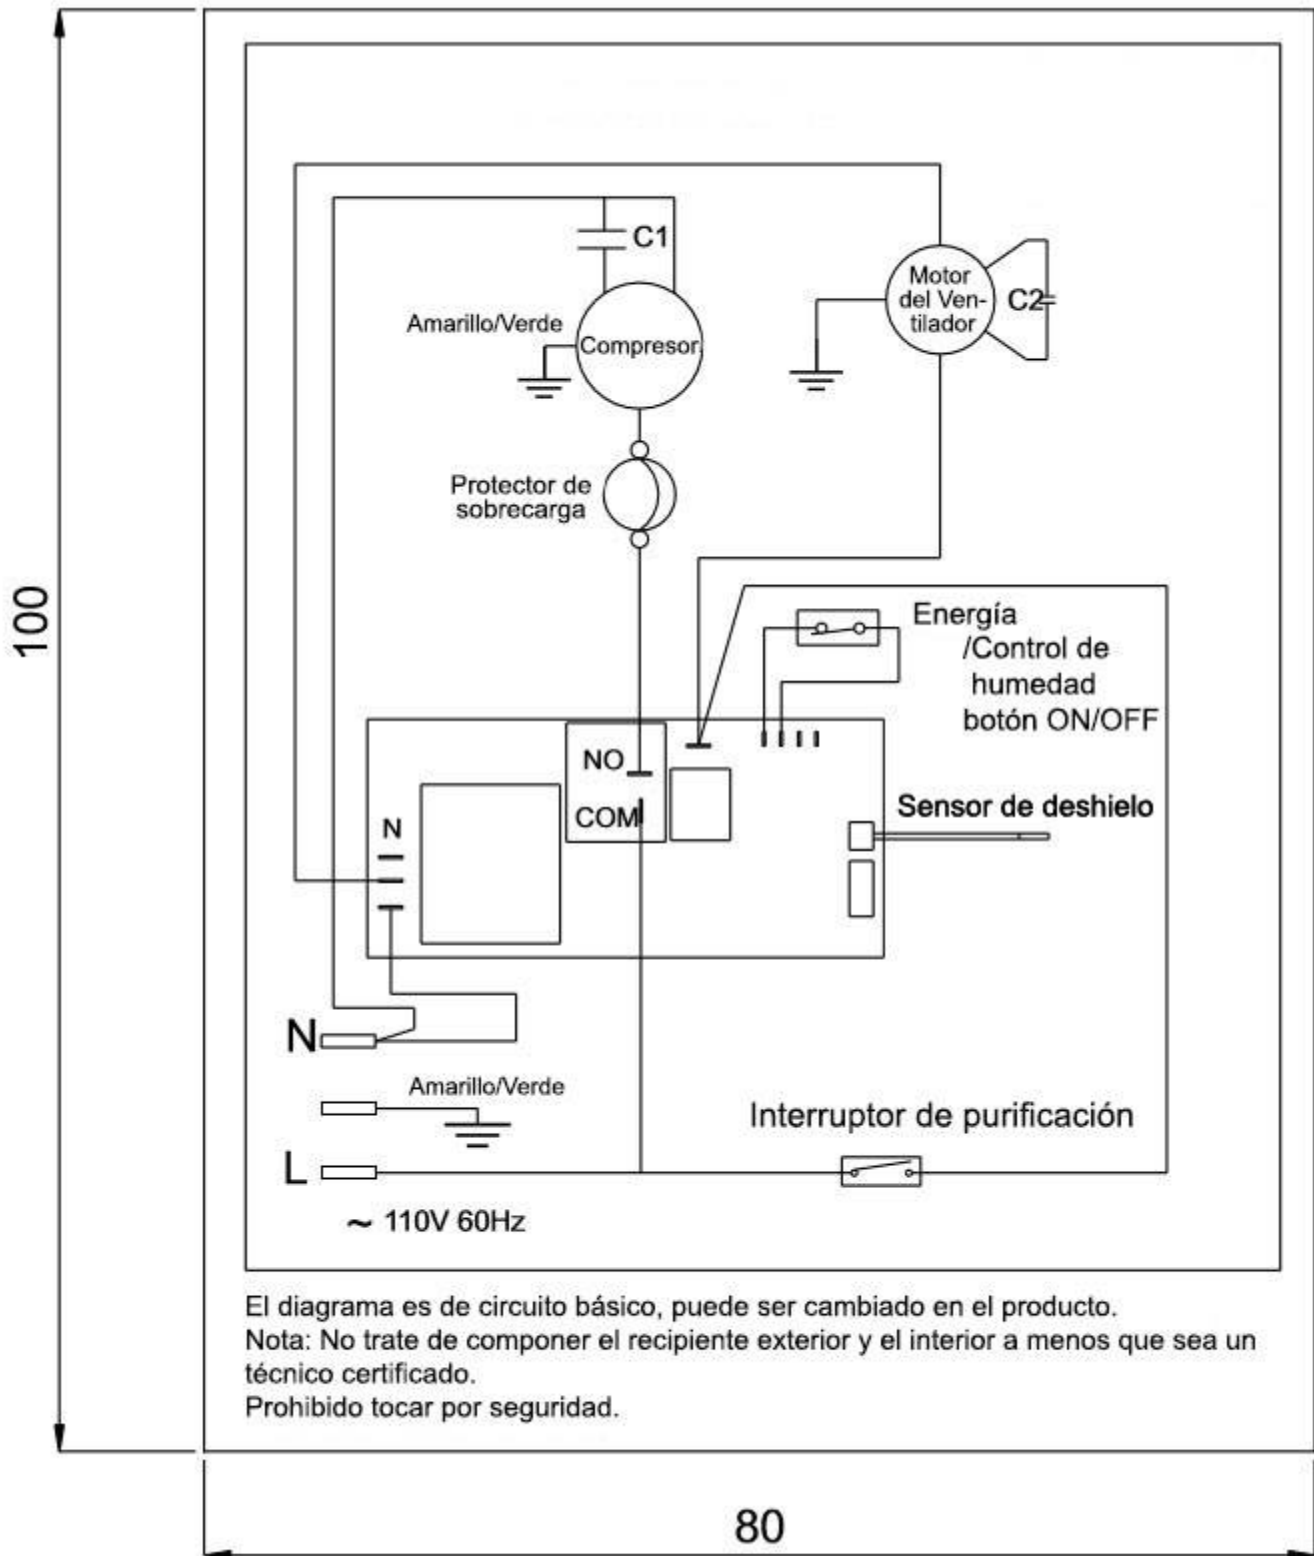 C1
Motor
del Ven-
tilador
C2
Amarillo/Verde
Compresor
Protector de
sobrecarga
100
Energía
/Control de
humedad
botón ON/OFF
NO
COM
N
Sensor de deshielo
N
Amarillo/Verde
Interruptor de purificación
L
~ 110V 60Hz
El diagrama es de circuito básico, puede ser cambiado en el producto.
Nota: No trate de componer el recipiente exterior y el interior a menos que sea un
técnico certificado.
Prohibido tocar por seguridad.
80